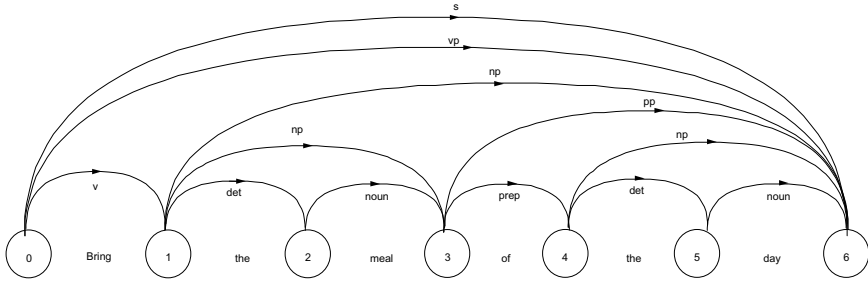 s
vp
np
pp
np
np
v
det
noun
prep
det
noun
0 Bring 1 the 2 meal 3 of 4 the 5 day 6